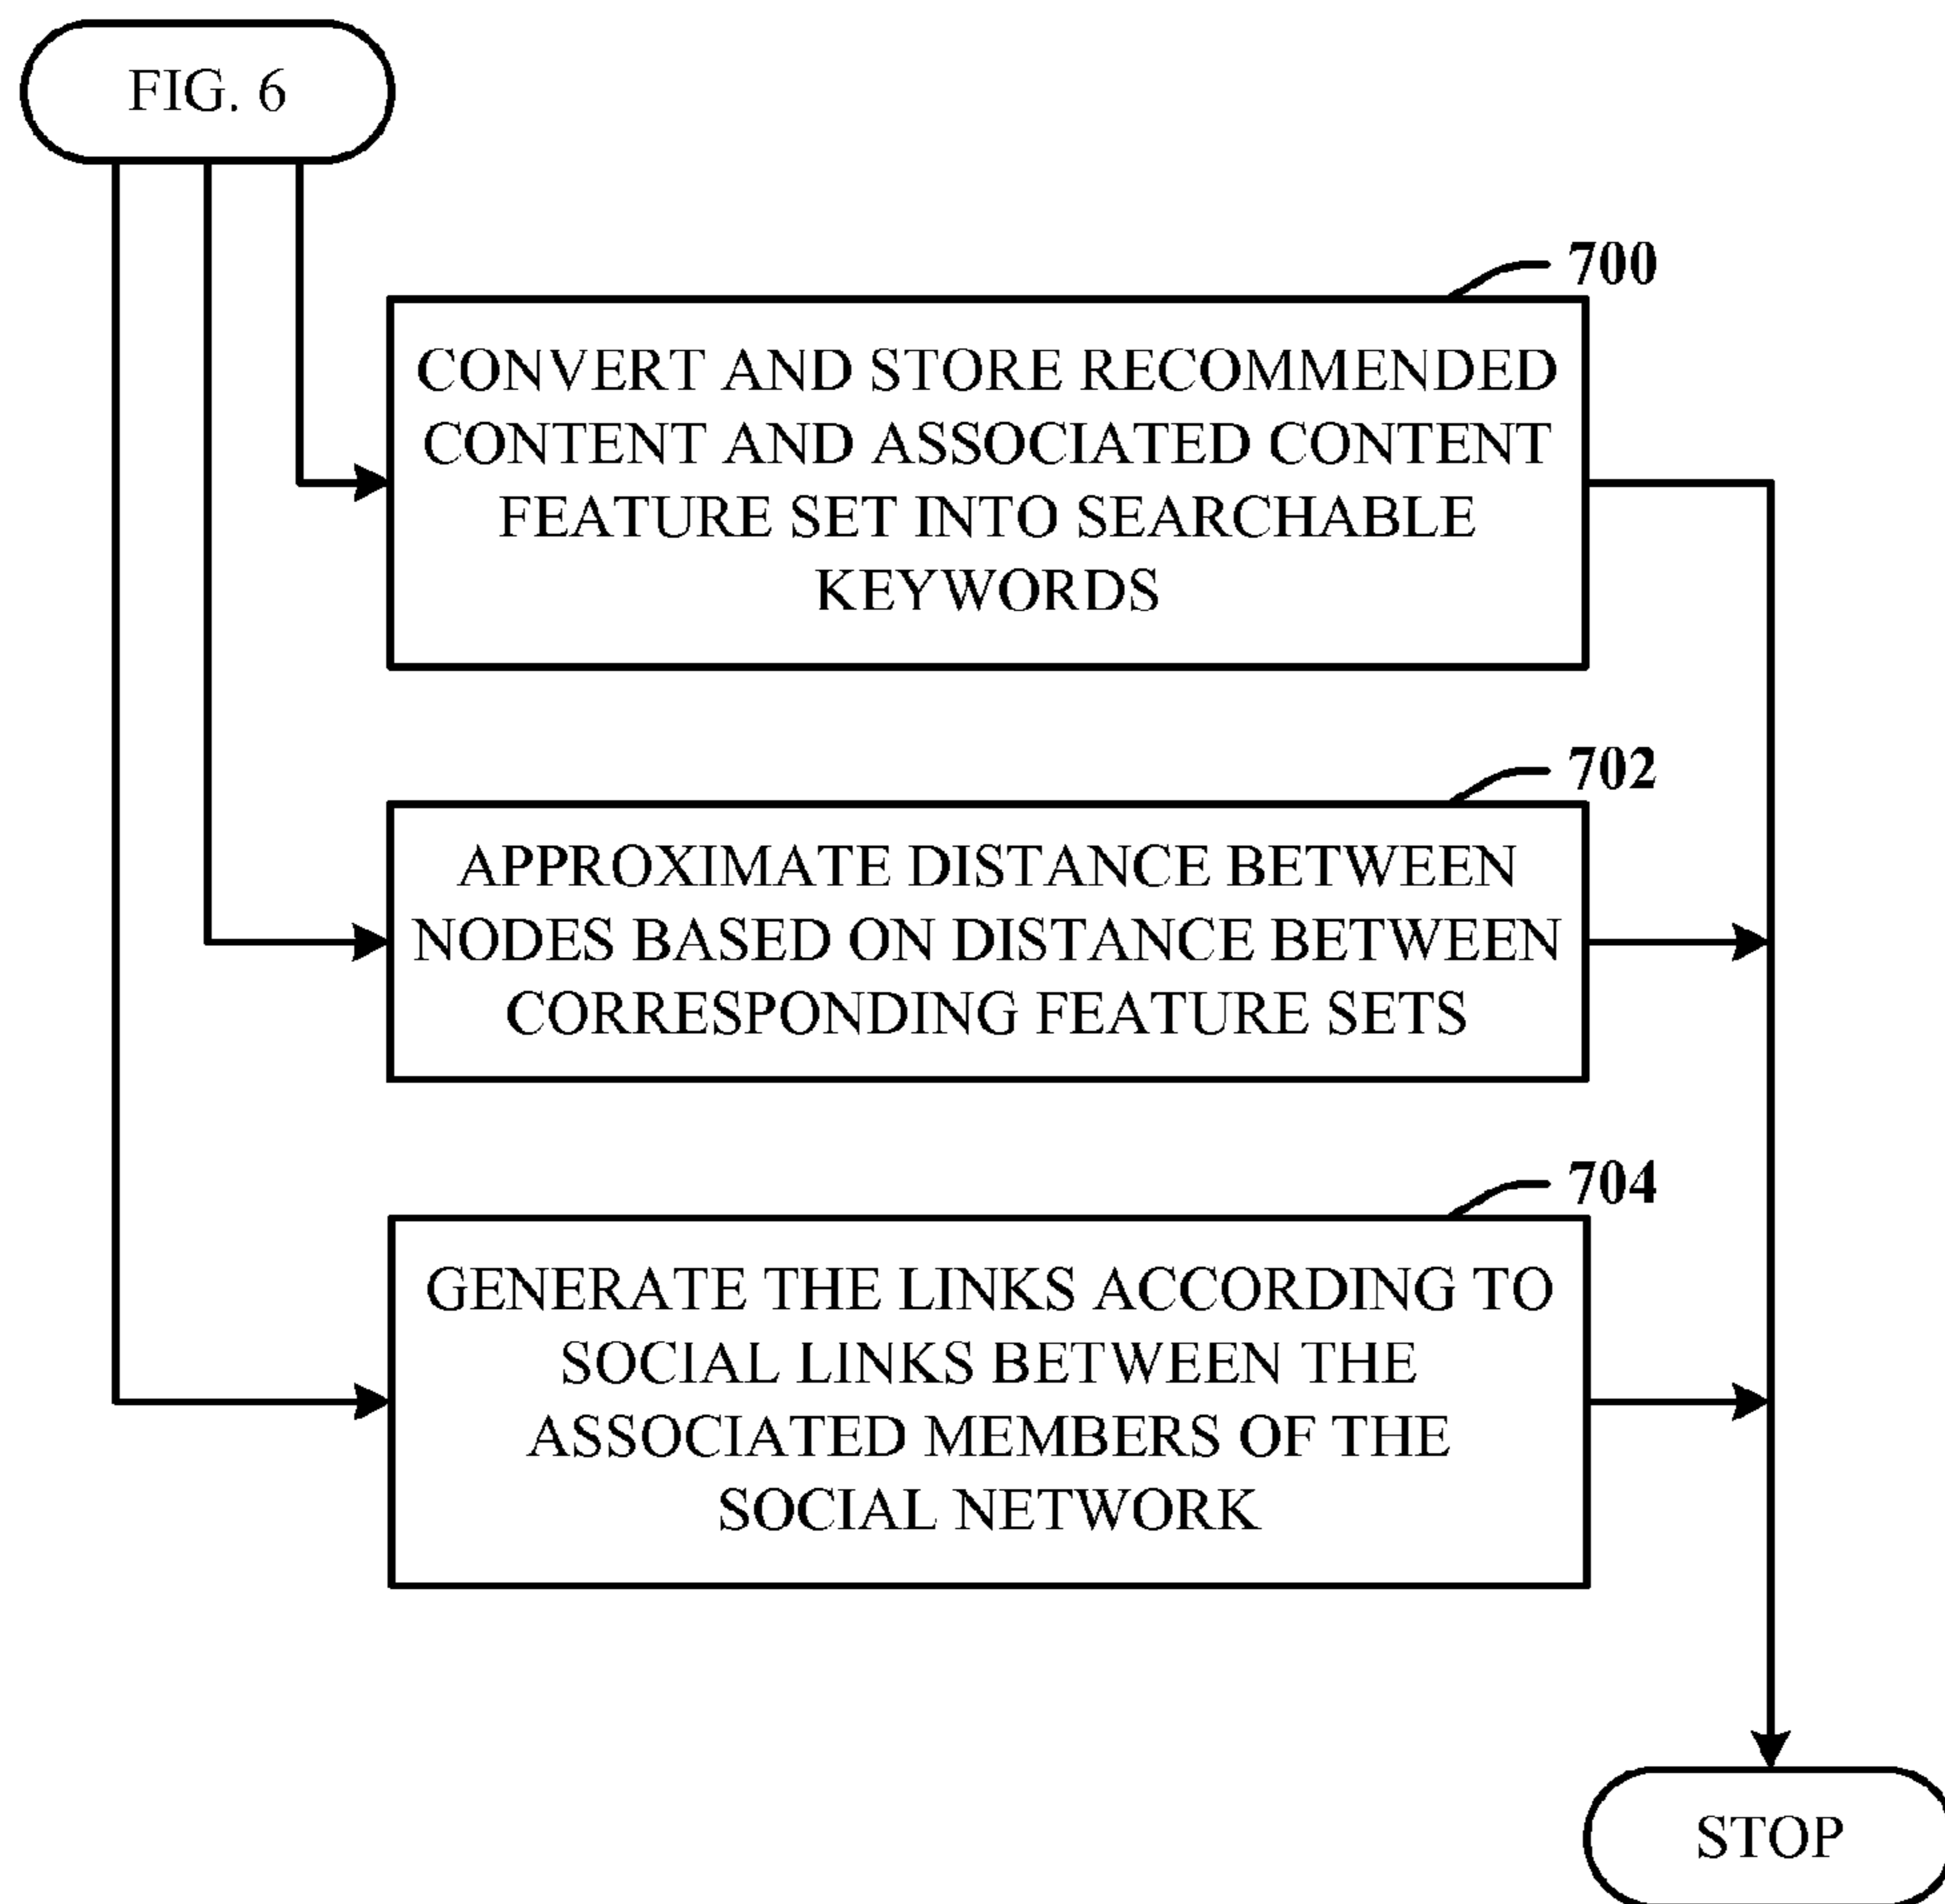 FIG. 6
700
CONVERT AND STORE RECOMMENDED
CONTENT AND ASSOCIATED CONTENT
FEATURE SET INTO SEARCHABLE
KEYWORDS
702
APPROXIMATE DISTANCE BETWEEN
NODES BASED ON DISTANCE BETWEEN
CORRESPONDING FEATURE SETS
704
GENERATE THE LINKS ACCORDING TO
SOCIAL LINKS BETWEEN THE
ASSOCIATED MEMBERS OF THE
SOCIAL NETWORK
STOP